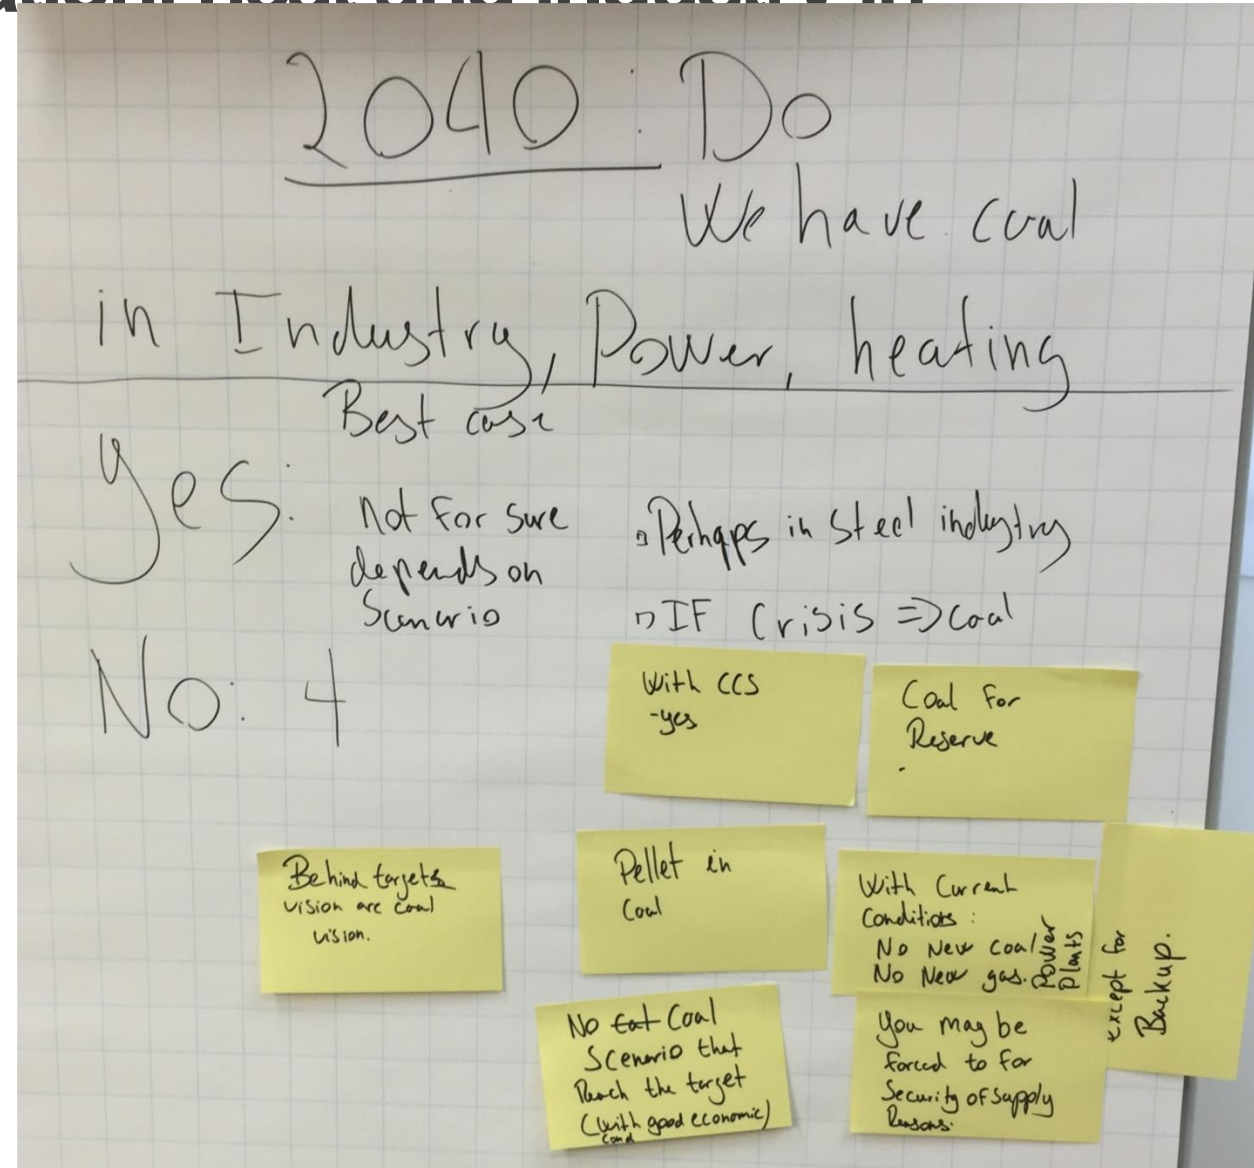 2040: Do
We have coal
in Industry, Power, heating
Best case
Yes:
not for sure
depends on
Scenario
▫Perhaps in steel industry
▫IF Crisis => coal
No: 4
With CCS
-yes
Coal for
Reserve
.
Behind targets
vision are coal
vision.
Pellet in
Coal
With Current
Conditions:
No New coal
No New gas.
Power
Plants
Except for
Backup.
No Coal
Scenerio that
Reach the target
(with good economic)
cond
You may be
forced to for
Security of supply
Reasons.